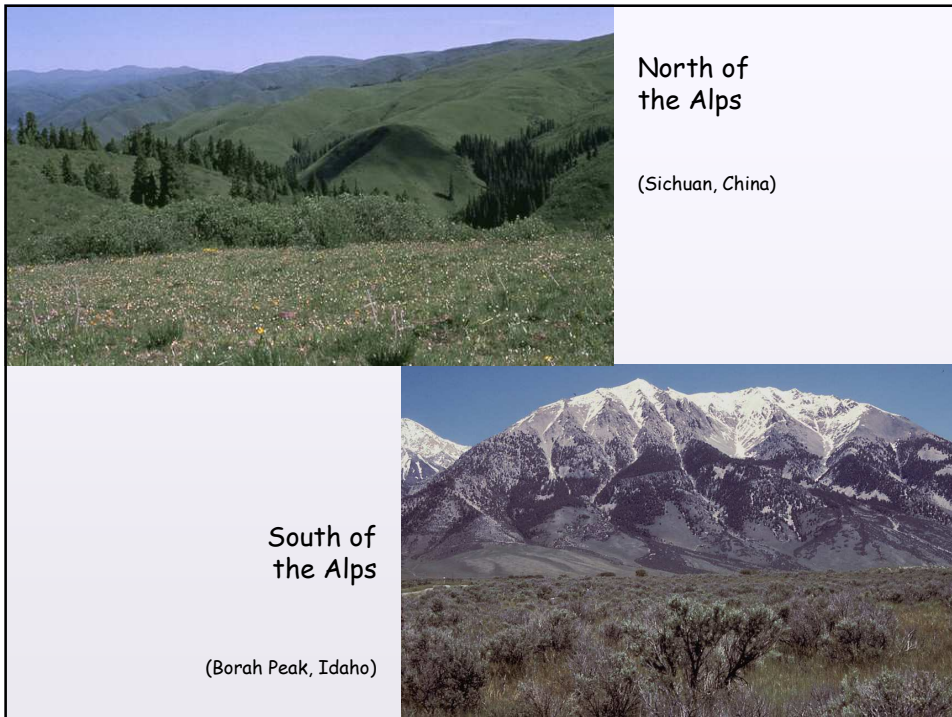 North of
the Alps
(Sichuan, China)
South of
the Alps
(Borah Peak, Idaho)